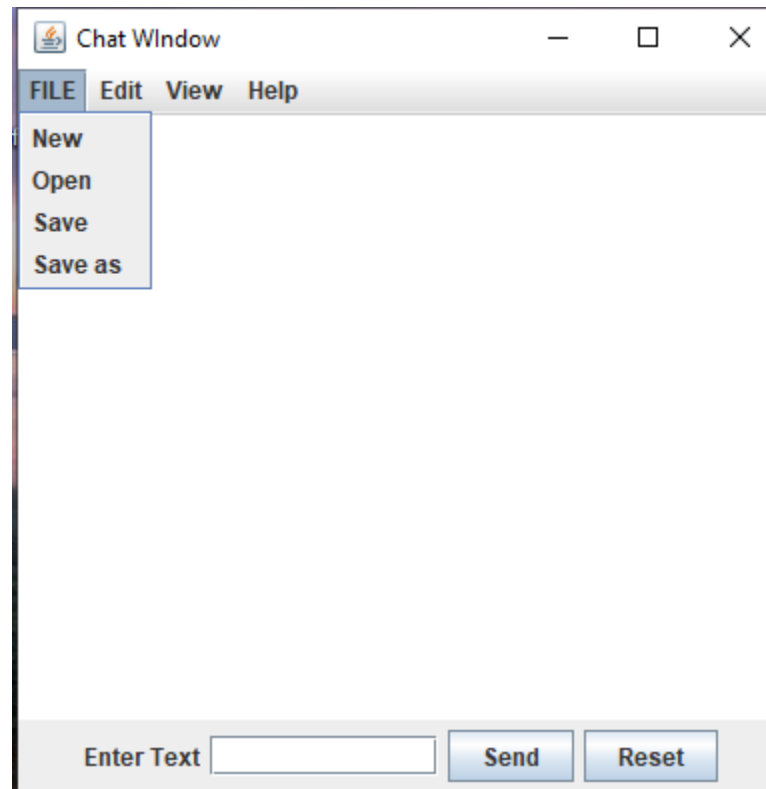 Chat WIndow
FILE Edit View Help
New
Open
Save
Save as
Enter Text Send Reset